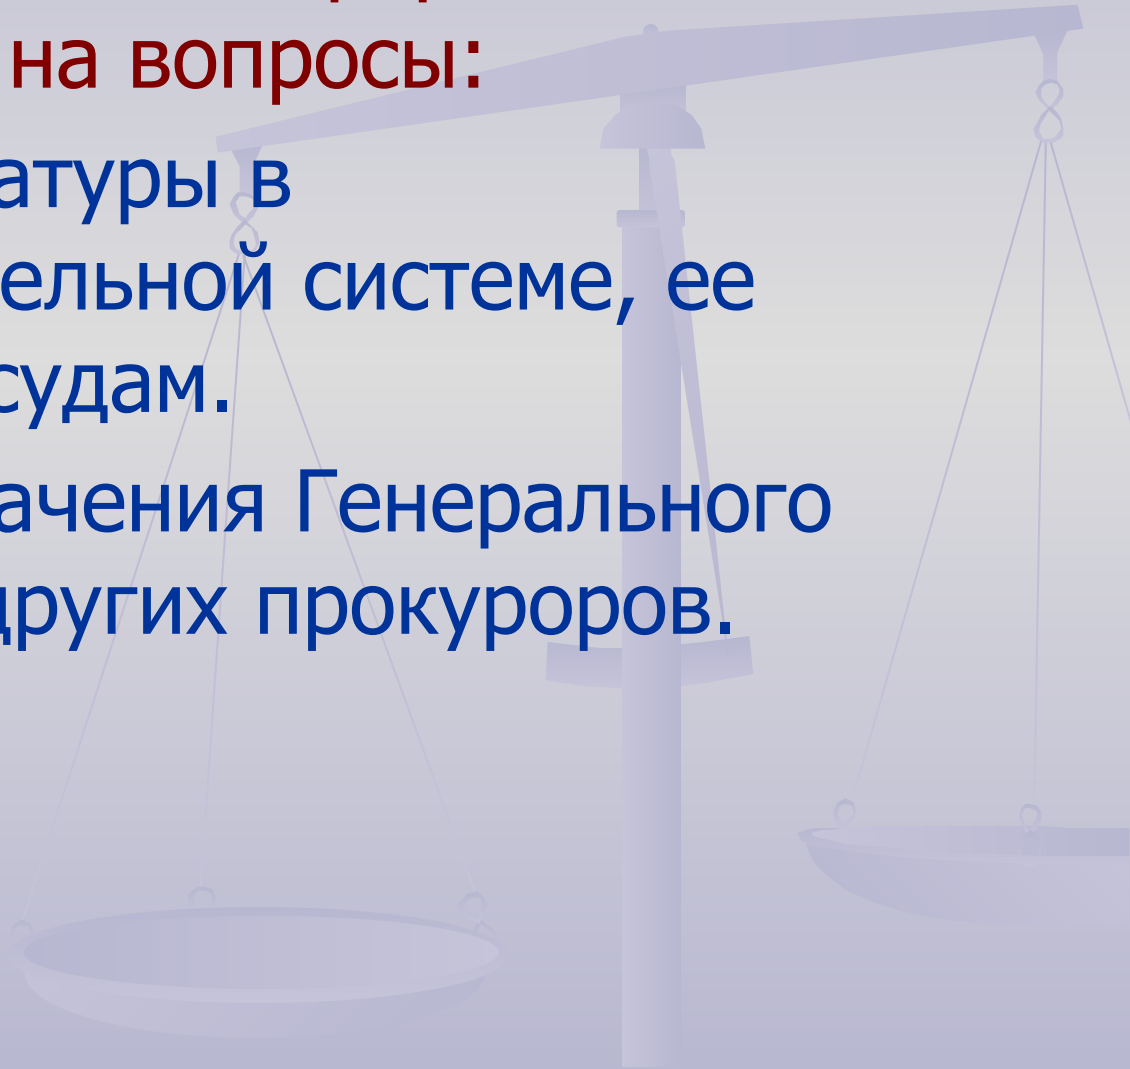 на вопросы:
атуры в
ельной системе, ее
судам.
ачения Генерального
других прокуроров.